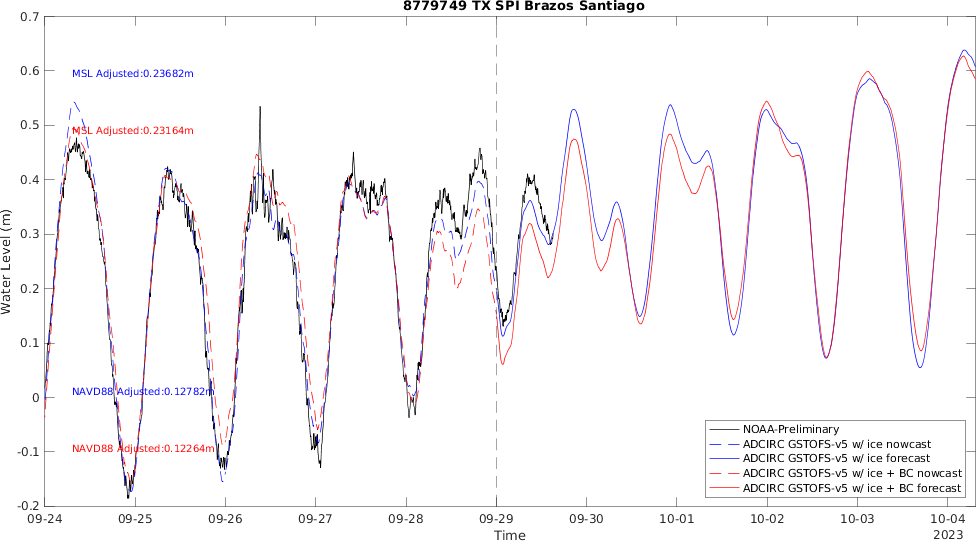 8779749 TX SPI Brazos Santiago
0.7
0.6
0.5
0.4
0.3
0.2
0.1
0
-0.1
-0.2
Water Level (m)
MSL Adjusted:0.23682m
MSL Adjusted:0.23164m
NAVD88 Adjusted:0.12782m
NAVD88 Adjusted:0.12264m
NOAA-Preliminary
ADCIRC GSTOFS-v5 w/ ice nowcast
ADCIRC GSTOFS-v5 w/ ice forecast
ADCIRC GSTOFS-v5 w/ ice + BC nowcast
ADCIRC GSTOFS-v5 w/ ice + BC forecast
09-24 09-25 09-26 09-27 09-28 09-29 09-30 10-01 10-02 10-03 10-04
Time
2023